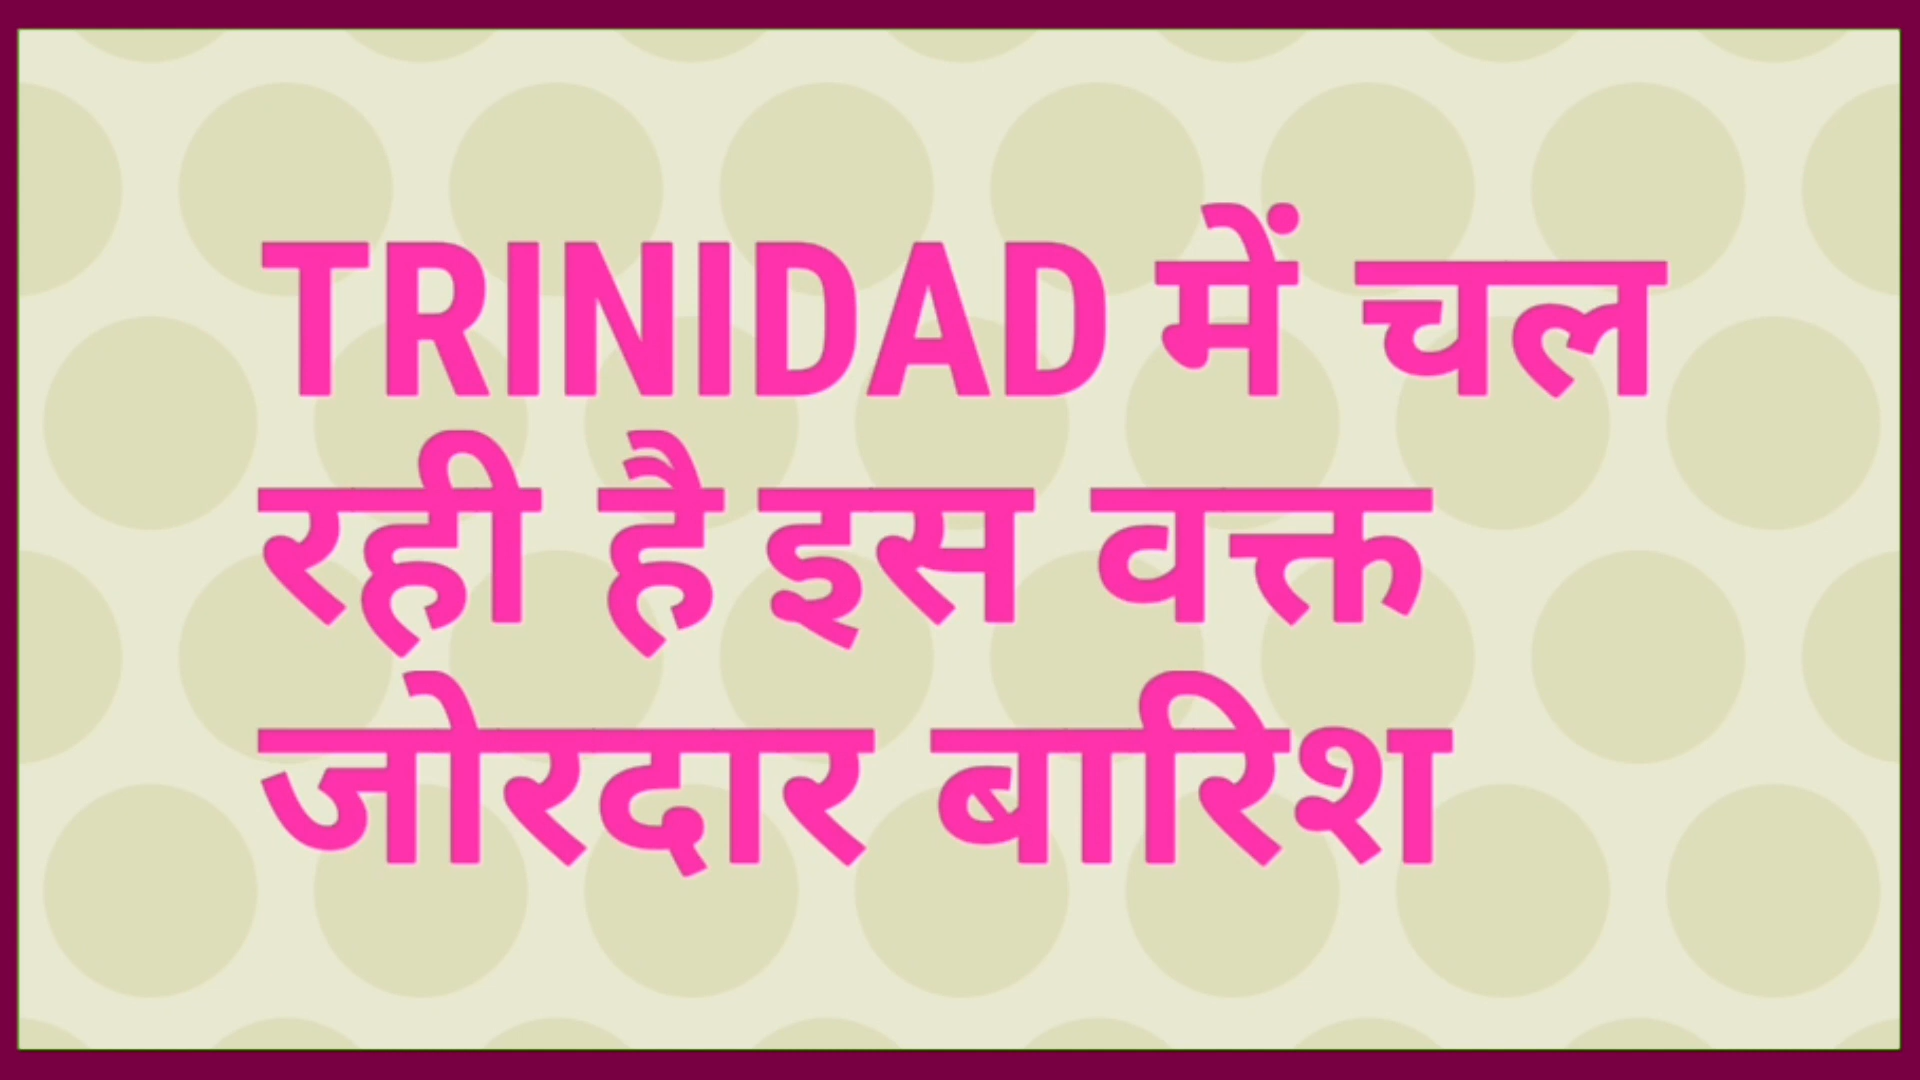 TRINIDAD में चल
रही है इस वक्त
जोरदार बारिश